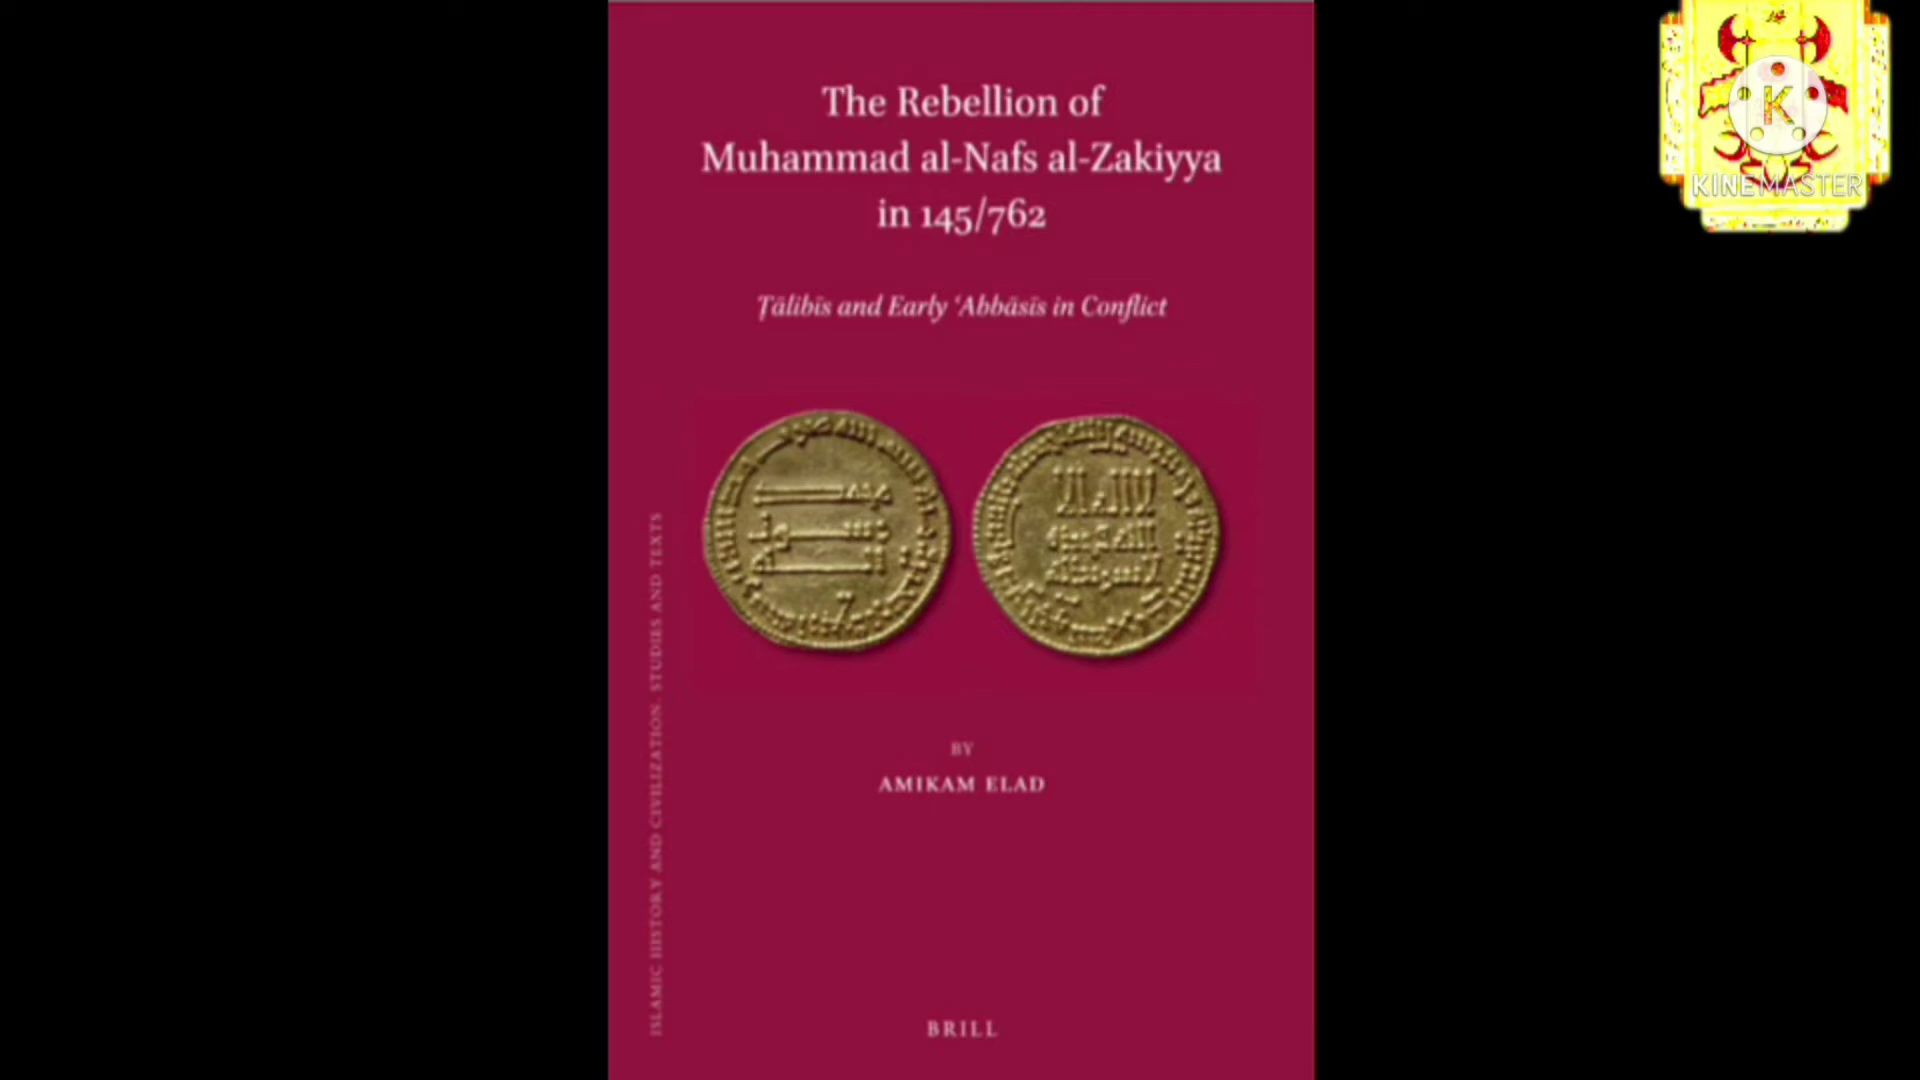 The Rebellion of
Muhammad al-Nafs al-Zakiyya
in 145/762
Ṭālibīs and Early ʿAbbāsīs in Conflict
BY
AMIKAM ELAD
BRILL
ISLAMIC HISTORY AND CIVILIZATION. STUDIES AND TEXTS
K
KINEMASTER